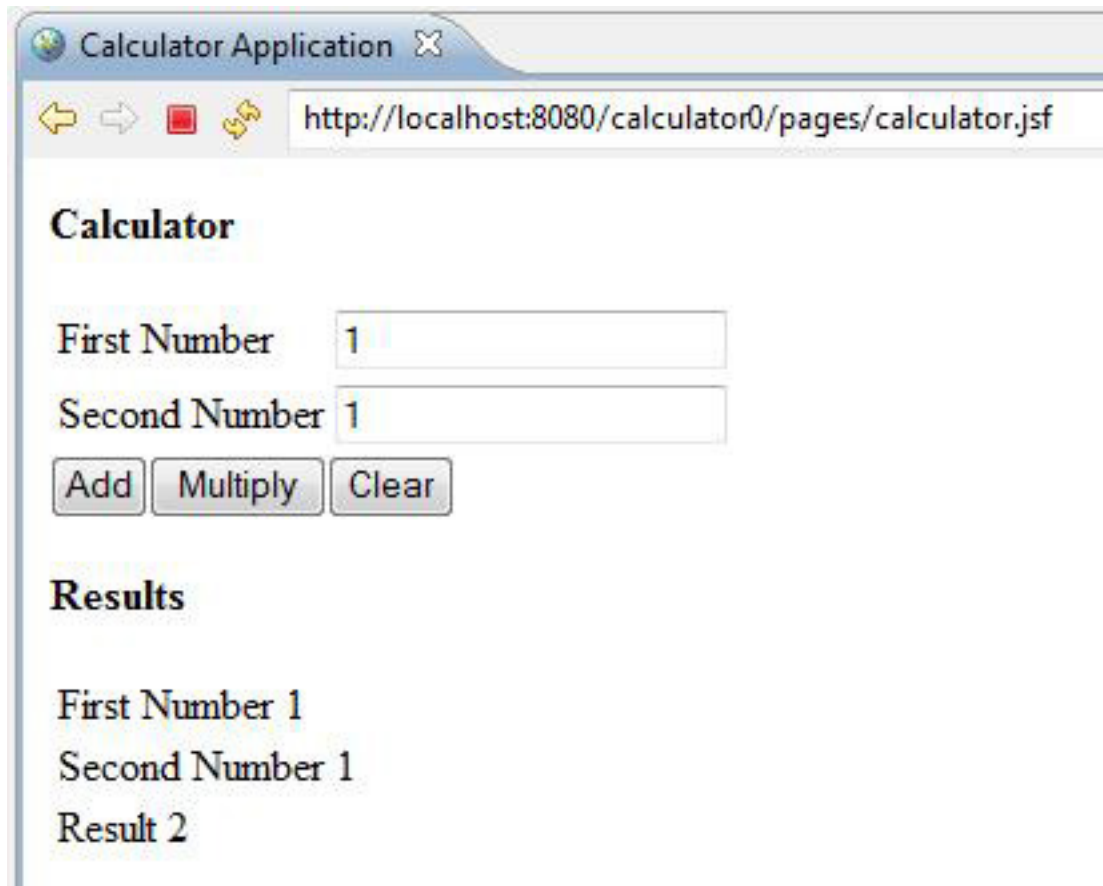 Calculator Application
http://localhost:8080/calculator0/pages/calculator.jsf
Calculator
First Number 1
Second Number 1
Add Multiply Clear
Results
First Number 1
Second Number 1
Result 2